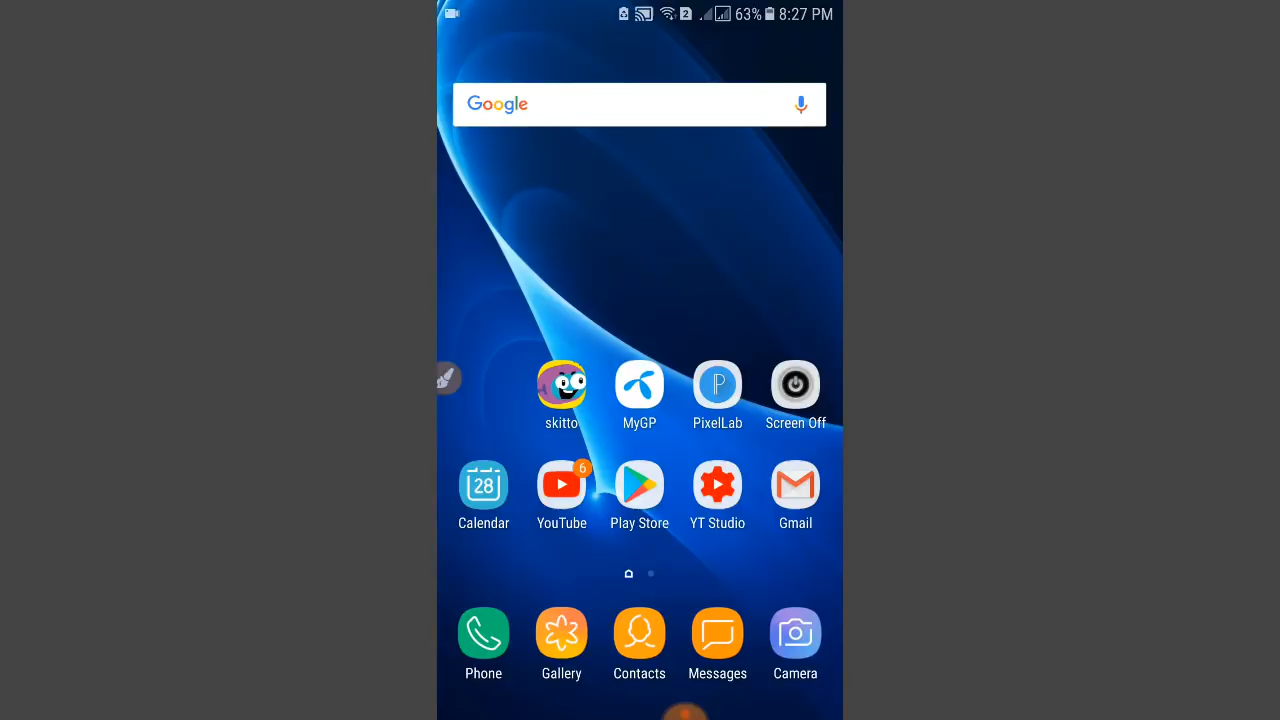 2 63% 8:27 PM
Google
skitto MyGP PixelLab Screen Off
28 6
Calendar YouTube Play Store YT Studio Gmail
Phone Gallery Contacts Messages Camera